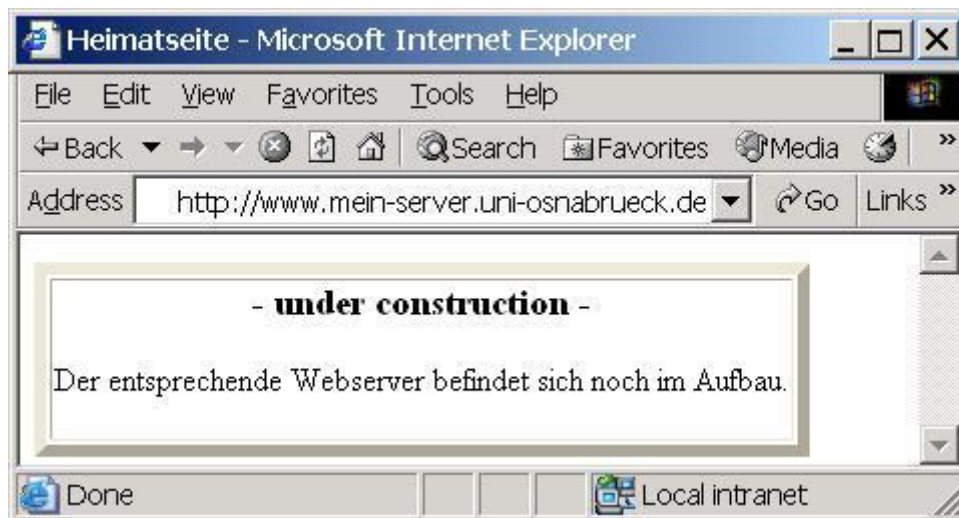 Heimatseite - Microsoft Internet Explorer
File Edit View Favorites Tools Help
Back Search Favorites Media »
Address http://www.mein-server.uni-osnabrueck.de Go Links »
- under construction -
Der entsprechende Webserver befindet sich noch im Aufbau.
Done Local intranet